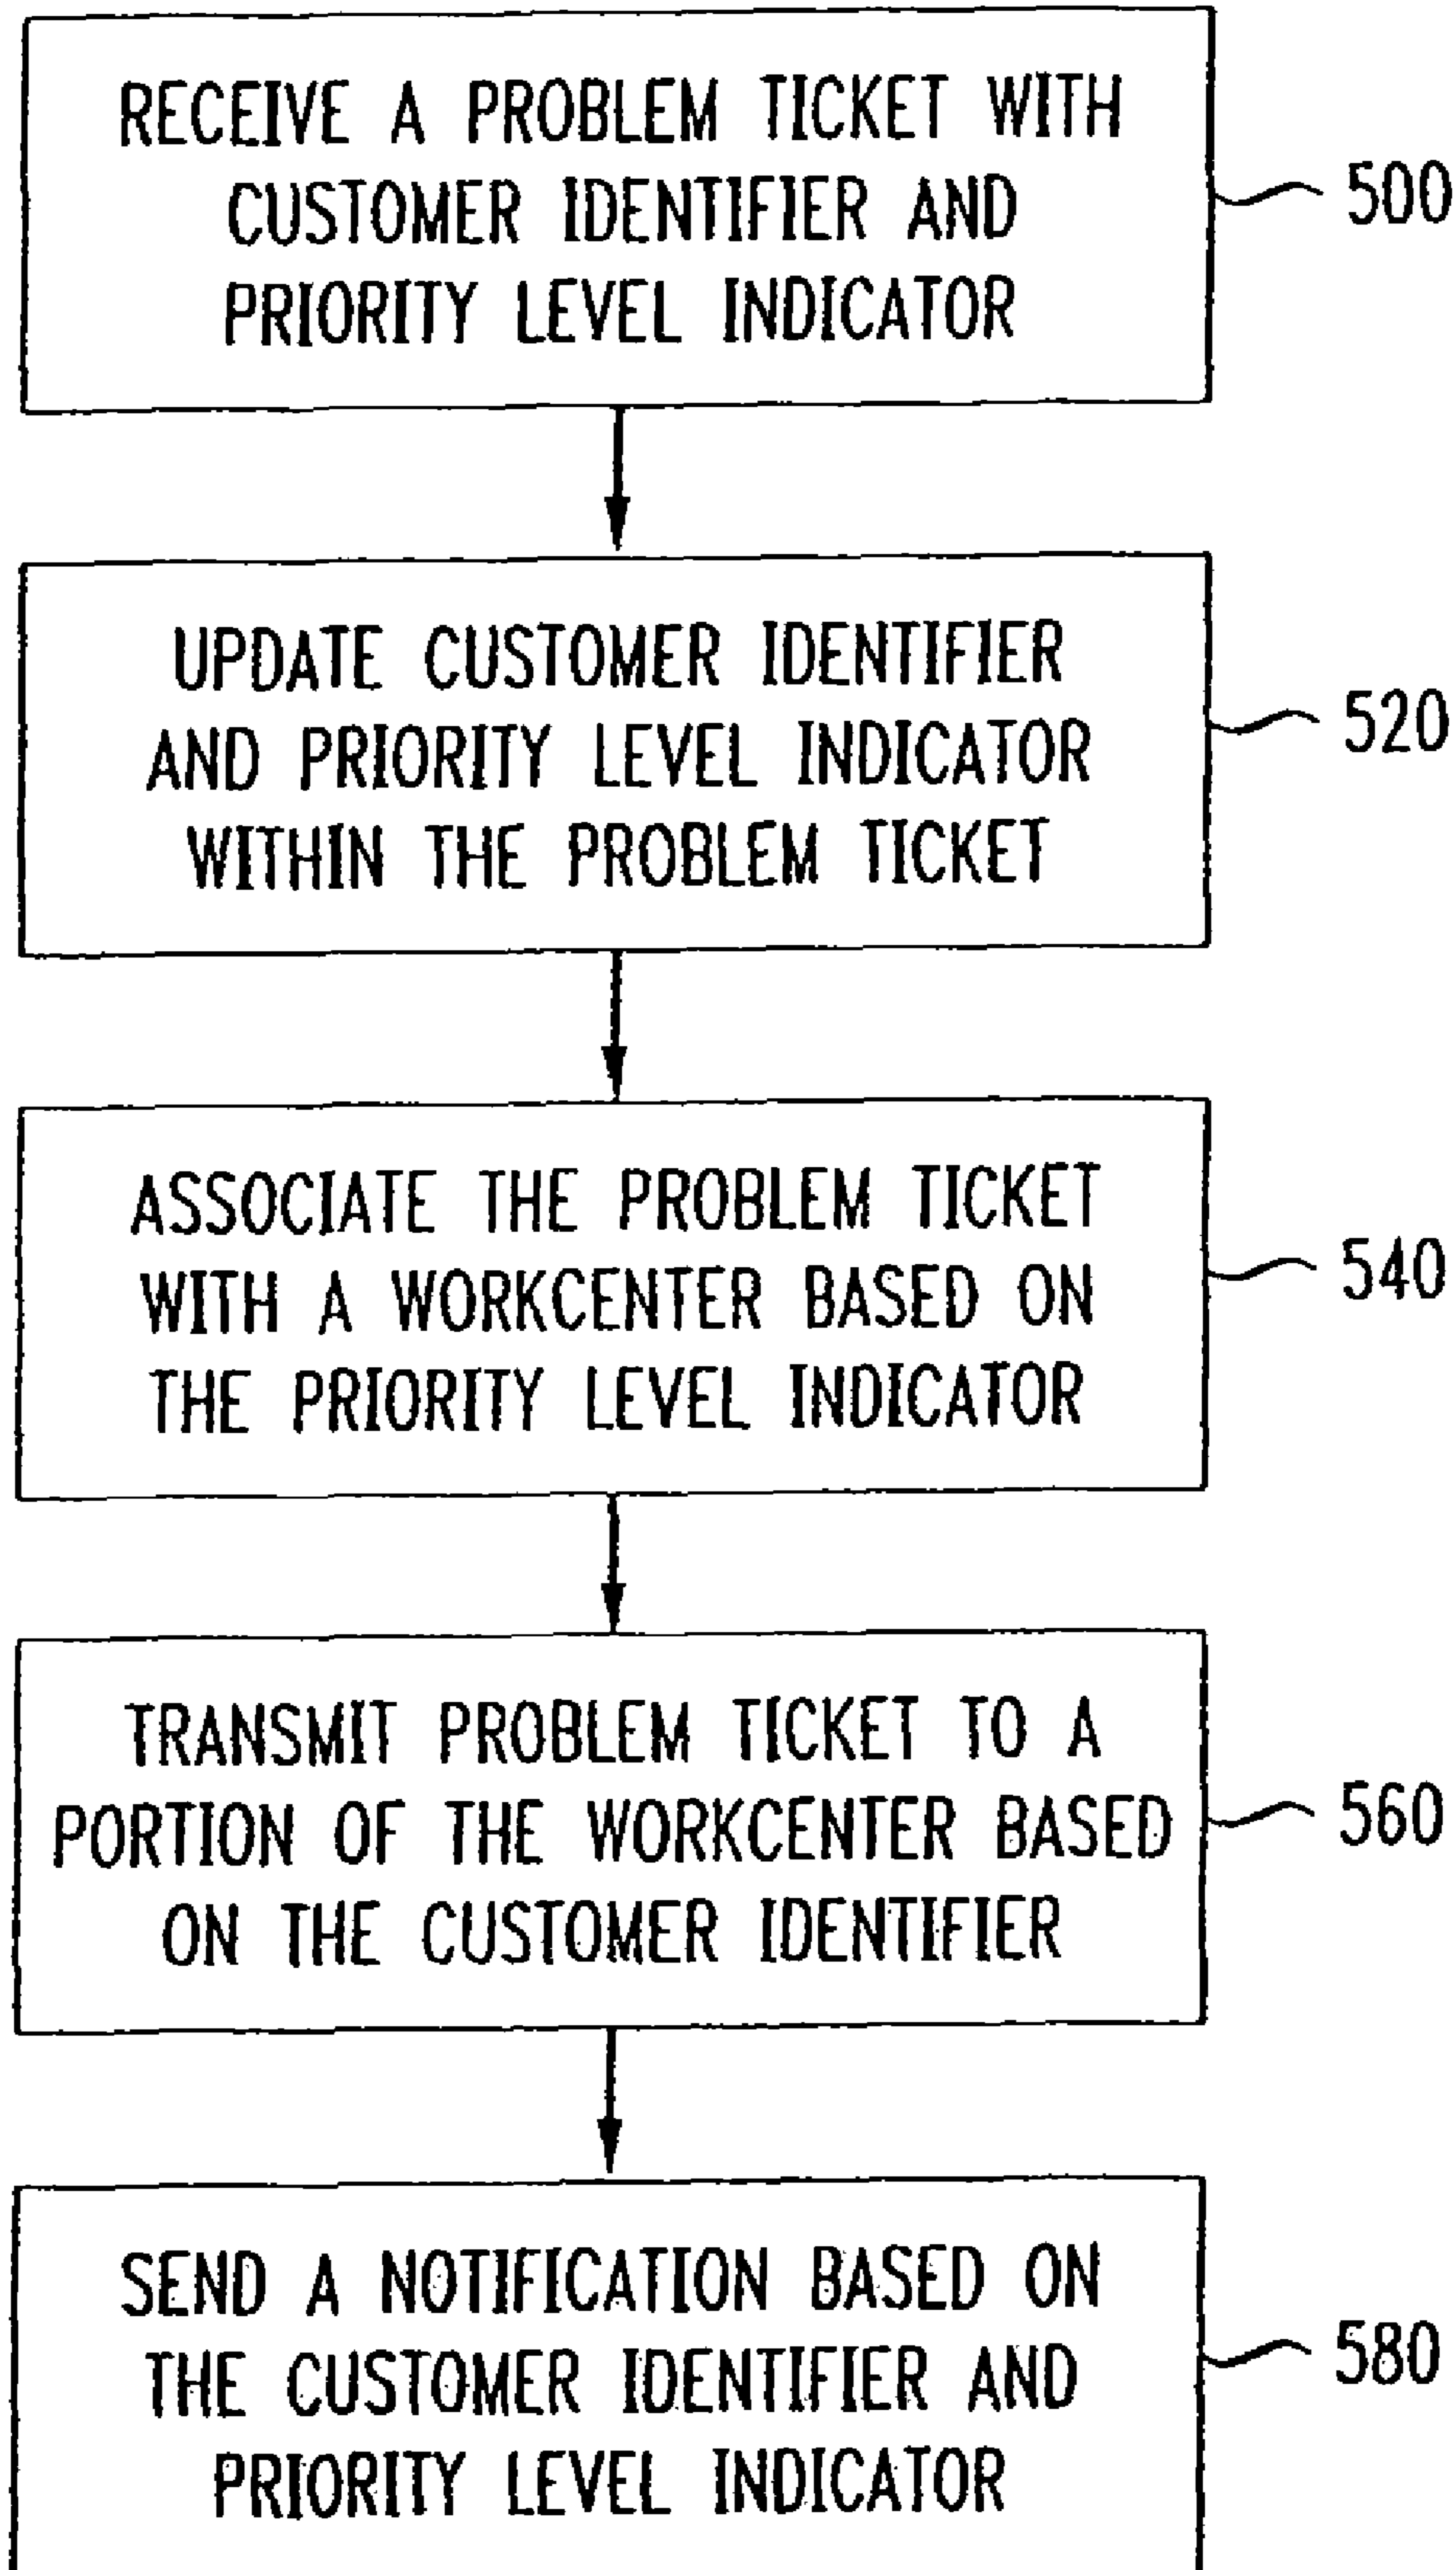 RECEIVE A PROBLEM TICKET WITH
CUSTOMER IDENTIFIER AND
PRIORITY LEVEL INDICATOR
500
UPDATE CUSTOMER IDENTIFIER
AND PRIORITY LEVEL INDICATOR
WITHIN THE PROBLEM TICKET
520
ASSOCIATE THE PROBLEM TICKET
WITH A WORKCENTER BASED ON
THE PRIORITY LEVEL INDICATOR
540
TRANSMIT PROBLEM TICKET TO A
PORTION OF THE WORKCENTER BASED
ON THE CUSTOMER IDENTIFIER
560
SEND A NOTIFICATION BASED ON
THE CUSTOMER IDENTIFIER AND
PRIORITY LEVEL INDICATOR
580